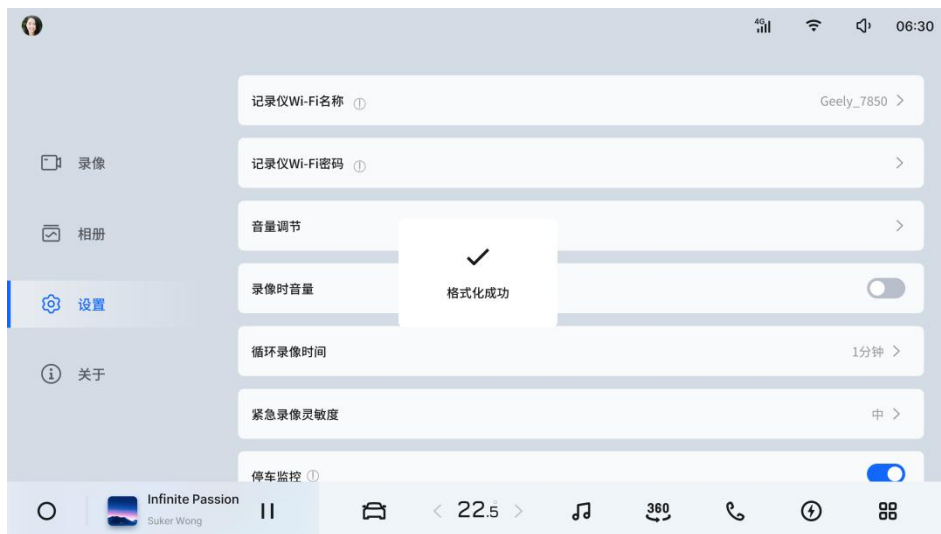 4G
06:30
记录仪Wi-Fi名称
Geely_7850
录像
记录仪Wi-Fi密码
相册
音量调节
设置
录像时音量
格式化成功
循环录像时间
1分钟
关于
紧急录像灵敏度
中
停车监控
Infinite Passion
Suker Wong
22.5
360